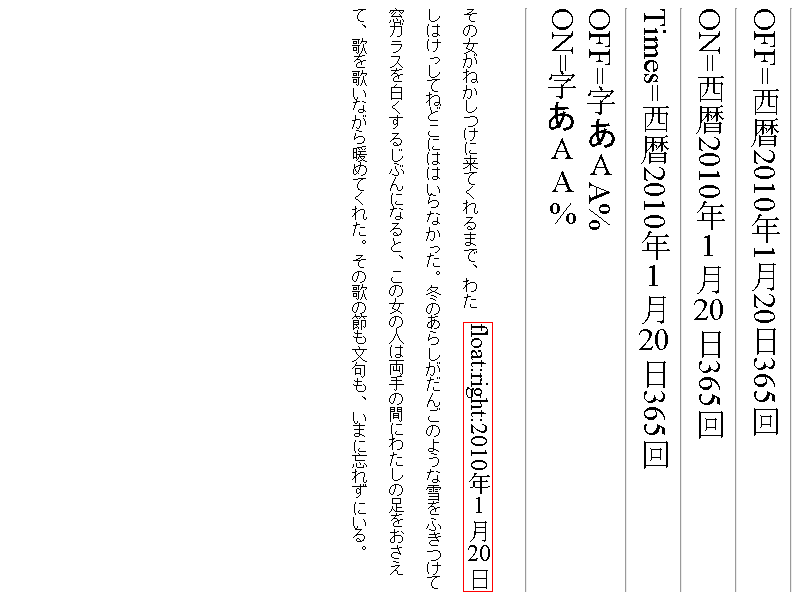 OFF=西暦2010年1月20日365回
ON=西暦2010年1月20日365回
Times=西暦2010年1月20日365回
OFF=字あA A%
ON=字あA A%
その女がねかしつけに来てくれるまで、わた
float:right:2010年1月20日
しはけっしてねどこにははいらなかった。冬のあらしがだんごのような雪をふきつけて
窓ガラスを白くするじぶんになると、この女の人は両手の間にわたしの足をおさえ
て、歌を歌いながら暖めてくれた。その歌の節も文句も、いまに忘れずにいる。